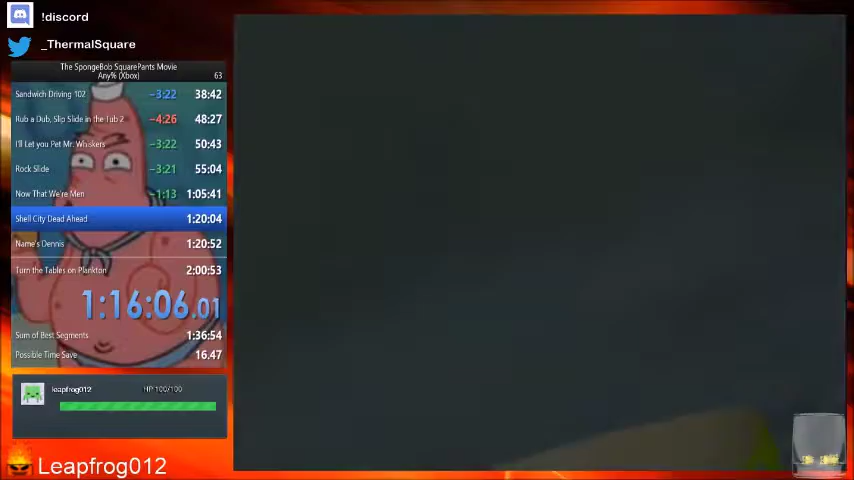 !discord
_ThermalSquare
The SpongeBob SquarePants Movie
Any% (Xbox) 63
Sandwich Driving 102 -3:22 38:42
Rub a Dub, Slip Slide in the Tub 2 -4:26 48:27
I'll Let you Pet Mr. Whiskers -3:22 50:43
Rock Slide -3:21 55:04
Now That We're Men -1:13 1:05:41
Shell City Dead Ahead 1:20:04
Name's Dennis 1:20:52
Turn the Tables on Plankton 2:00:53
1:16:06.01
Sum of Best Segments 1:36:54
Possible Time Save 16.47
leapfrog012 HP 100/100
Leapfrog012